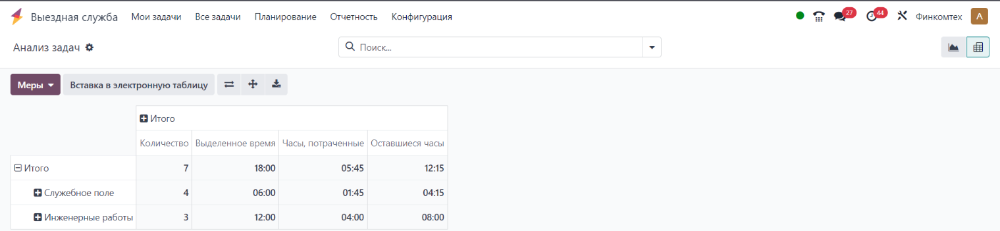 Выездная служба Мои задачи Все задачи Планирование Отчетность Конфигурация 27 44 Финкомтех A
Анализ задач Поиск...
Меры Вставка в электронную таблицу
Итого
Количество Выделенное время Часы, потраченные Оставшиеся часы
Итого 7 18:00 05:45 12:15
Служебное поле 4 06:00 01:45 04:15
Инженерные работы 3 12:00 04:00 08:00